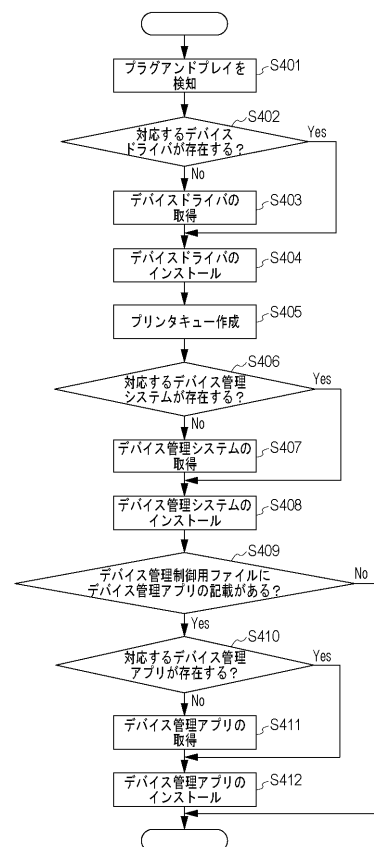 プラグアンドプレイを
検知
S401
対応するデバイス
ドライバが存在する？
S402
Yes
No
デバイスドライバの
取得
S403
デバイスドライバの
インストール
S404
プリンタキュー作成
S405
対応するデバイス管理
システムが存在する？
S406
Yes
No
デバイス管理システムの
取得
S407
デバイス管理システムの
インストール
S408
デバイス管理制御用ファイルに
デバイス管理アプリの記載がある？
S409
No
Yes
対応するデバイス管理
アプリが存在する？
S410
Yes
No
デバイス管理アプリの
取得
S411
デバイス管理アプリの
インストール
S412